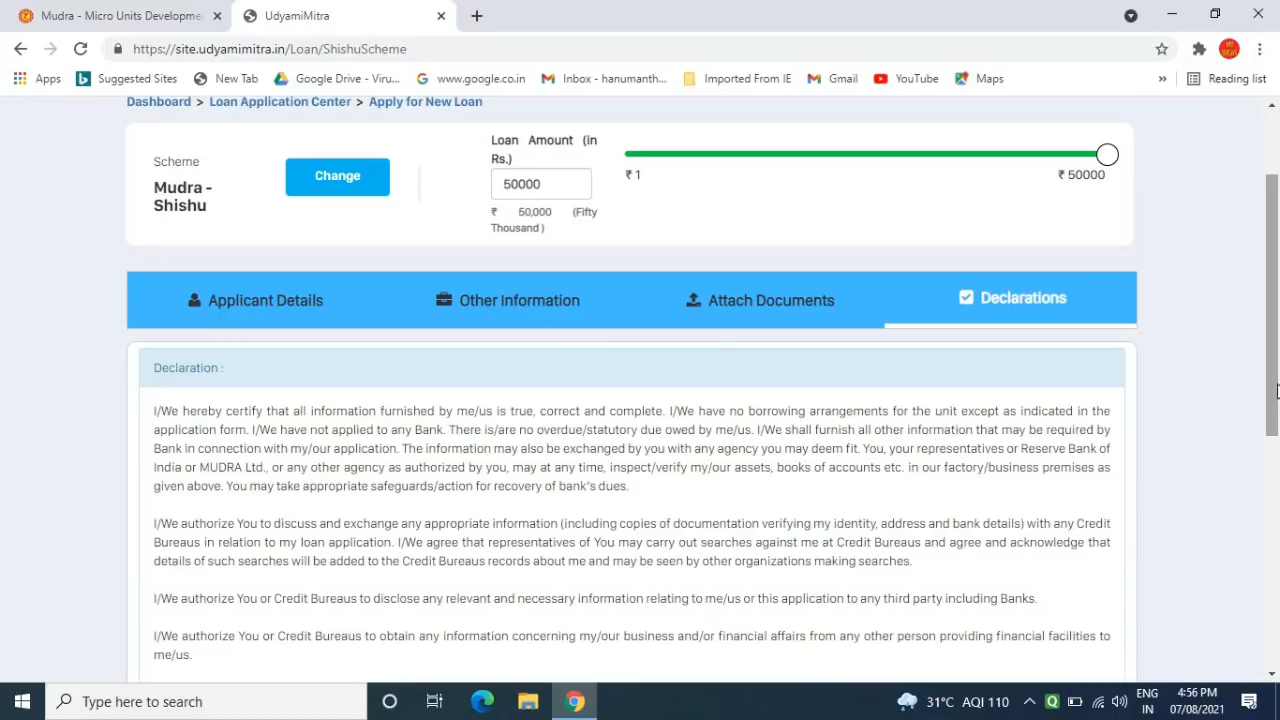 Mudra - Micro Units Developme
UdyamiMitra
https://site.udyamimitra.in/Loan/ShishuScheme
Apps Suggested Sites New Tab Google Drive - Viru... www.google.co.in Inbox - hanumanth... Imported From IE Gmail YouTube Maps » Reading list
Dashboard > Loan Application Center > Apply for New Loan
Scheme
Mudra -
Shishu
Change
Loan Amount (in
Rs.)
50000
₹ 50,000 (Fifty
Thousand )
₹ 1
₹ 50000
Applicant Details
Other Information
Attach Documents
Declarations
Declaration :
I/We hereby certify that all information furnished by me/us is true, correct and complete. I/We have no borrowing arrangements for the unit except as indicated in the
application form. I/We have not applied to any Bank. There is/are no overdue/statutory due owed by me/us. I/We shall furnish all other information that may be required by
Bank in connection with my/our application. The information may also be exchanged by you with any agency you may deem fit. You, your representatives or Reserve Bank of
India or MUDRA Ltd., or any other agency as authorized by you, may at any time, inspect/verify my/our assets, books of accounts etc. in our factory/business premises as
given above. You may take appropriate safeguards/action for recovery of bank's dues.
I/We authorize You to discuss and exchange any appropriate information (including copies of documentation verifying my identity, address and bank details) with any Credit
Bureaus in relation to my loan application. I/We agree that representatives of You may carry out searches against me at Credit Bureaus and agree and acknowledge that
details of such searches will be added to the Credit Bureaus records about me and may be seen by other organizations making searches.
I/We authorize You or Credit Bureaus to disclose any relevant and necessary information relating to me/us or this application to any third party including Banks.
I/We authorize You or Credit Bureaus to obtain any information concerning my/our business and/or financial affairs from any other person providing financial facilities to
me/us.
Type here to search
31°C AQI 110
ENG
IN
4:56 PM
07/08/2021